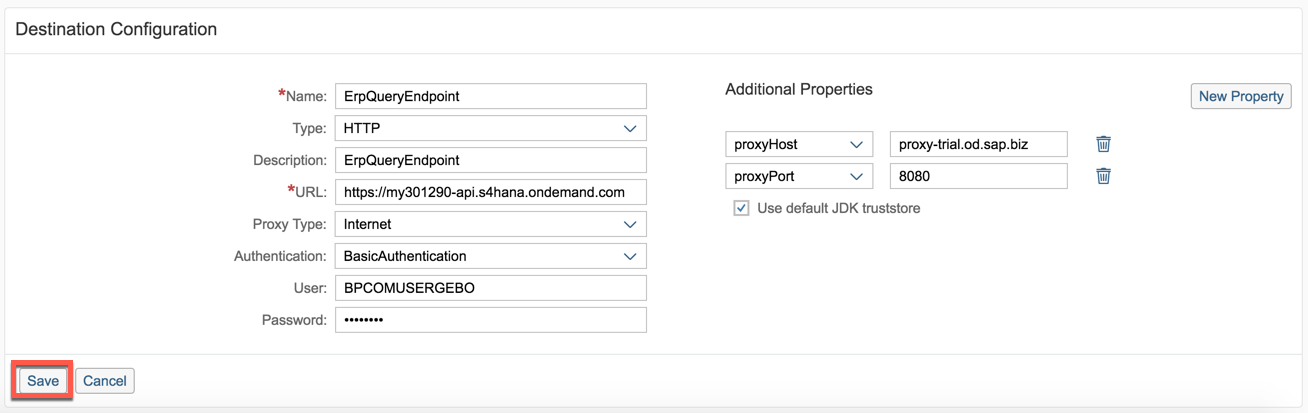 Destination Configuration
*Name: ErpQueryEndpoint
Type: HTTP
Description: ErpQueryEndpoint
*URL: https://my301290-api.s4hana.ondemand.com
Proxy Type: Internet
Authentication: BasicAuthentication
User: BPCOMUSERGEBO
Password: ••••••••
Additional Properties
New Property
proxyHost proxy-trial.od.sap.biz
proxyPort 8080
Use default JDK truststore
Save Cancel